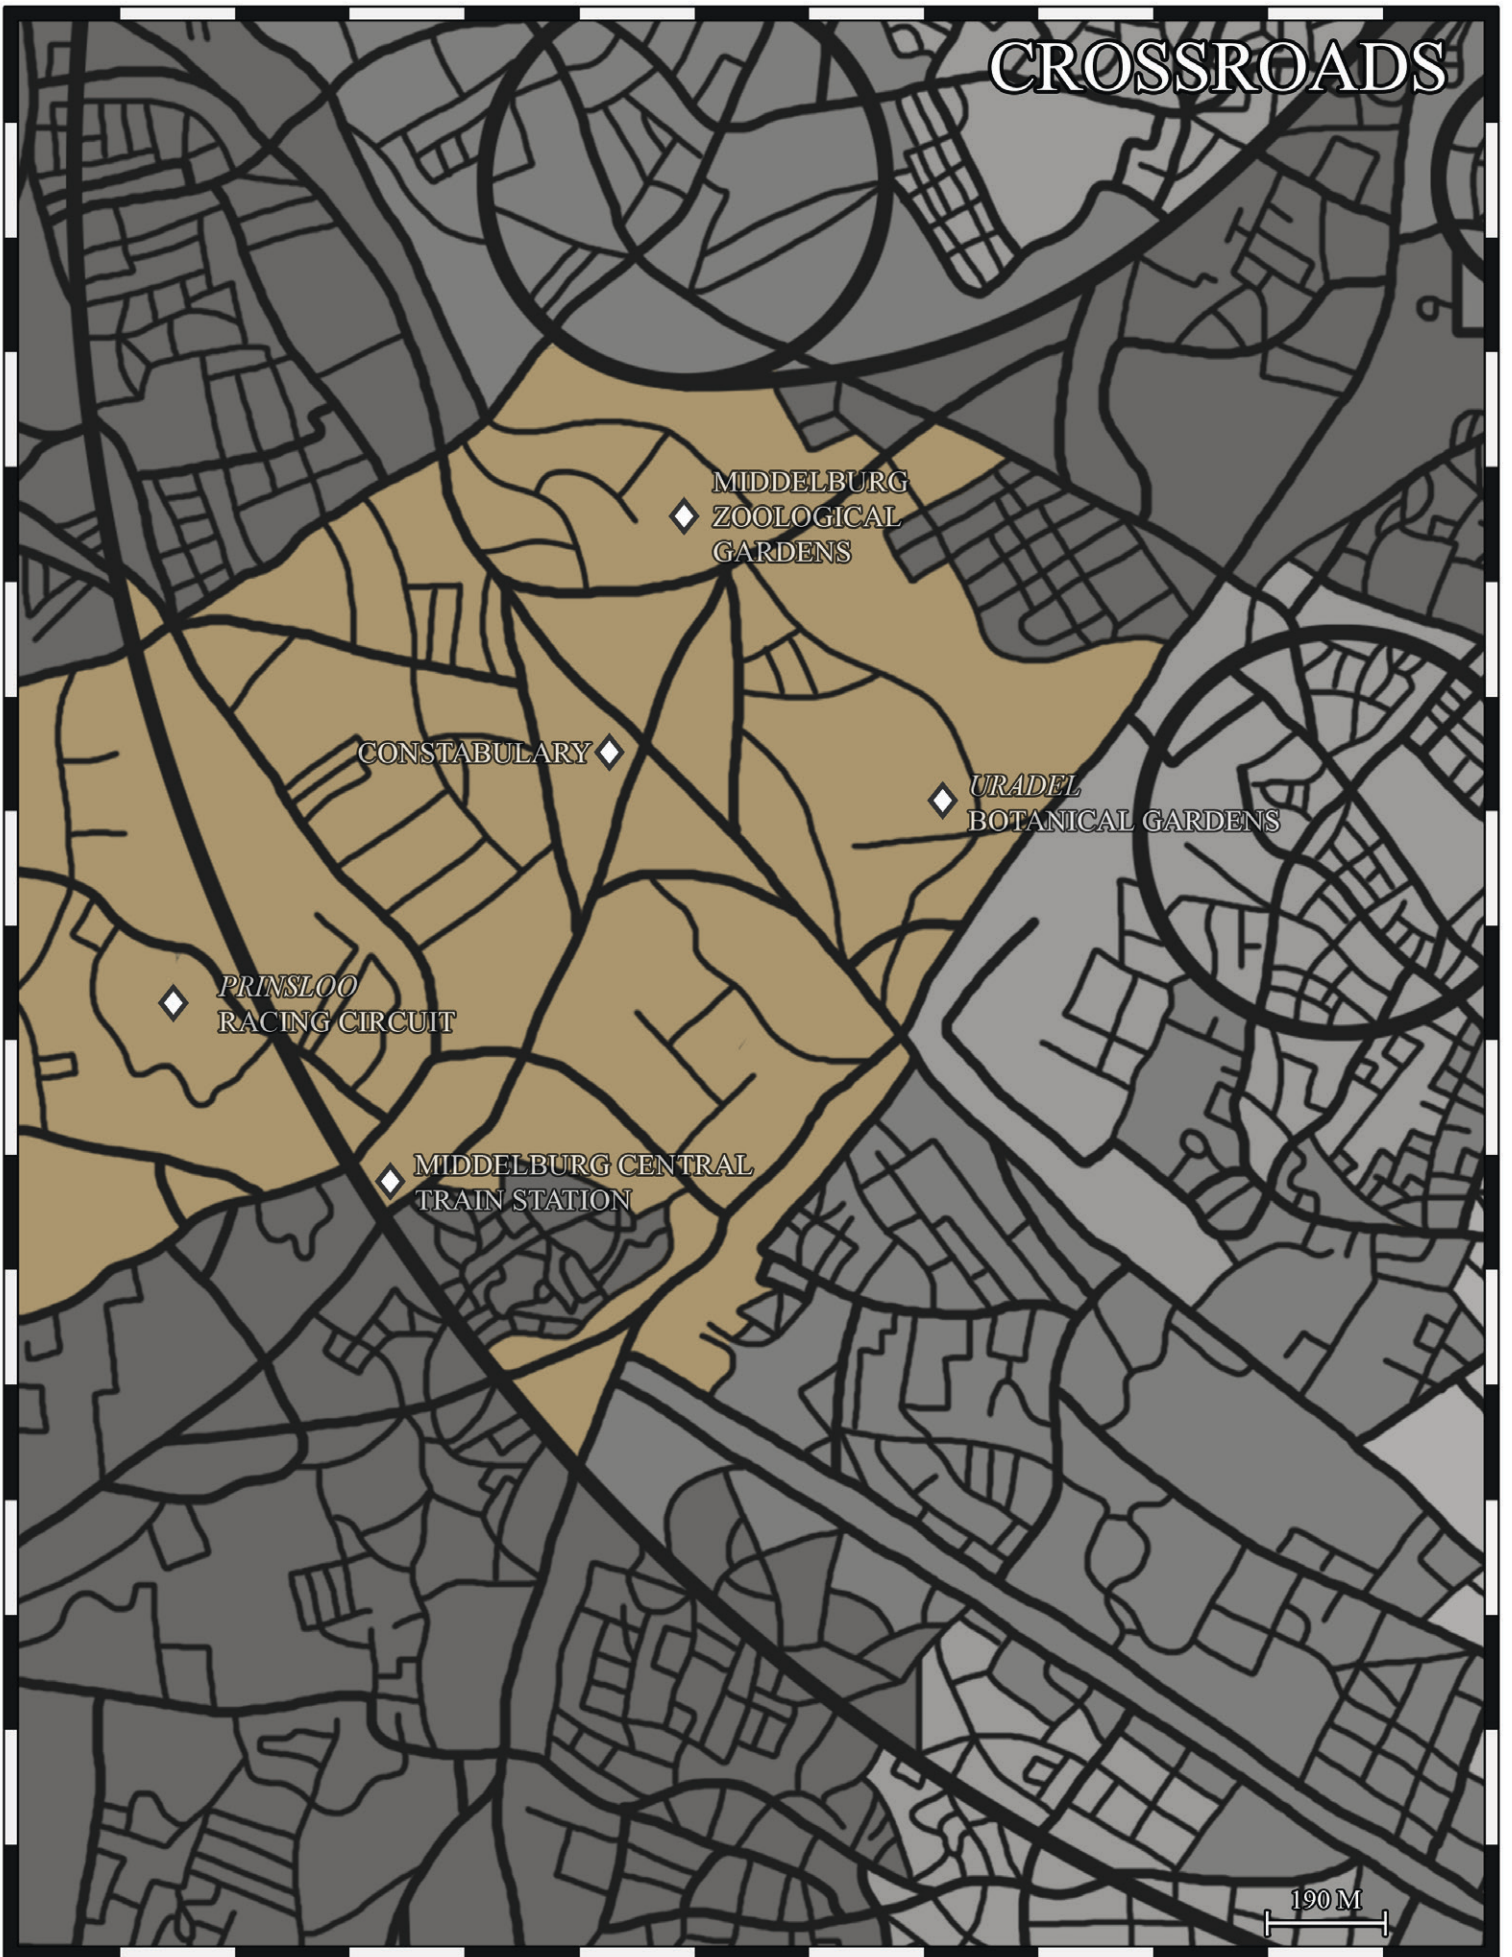 CROSSROADS
MIDDELBURG
ZOOLOGICAL
GARDENS
CONSTABULARY
URADEL
BOTANICAL GARDENS
PRINSLOO
RACING CIRCUIT
MIDDELBURG CENTRAL
TRAIN STATION
190 M